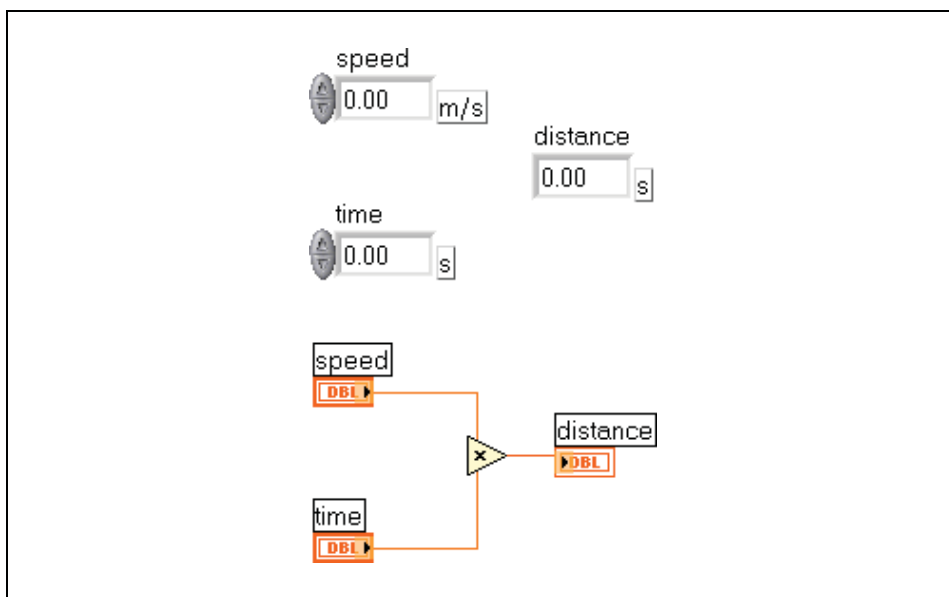 speed
0.00 m/s
distance
0.00 s
time
0.00 s
speed
DBL
x
distance
DBL
time
DBL